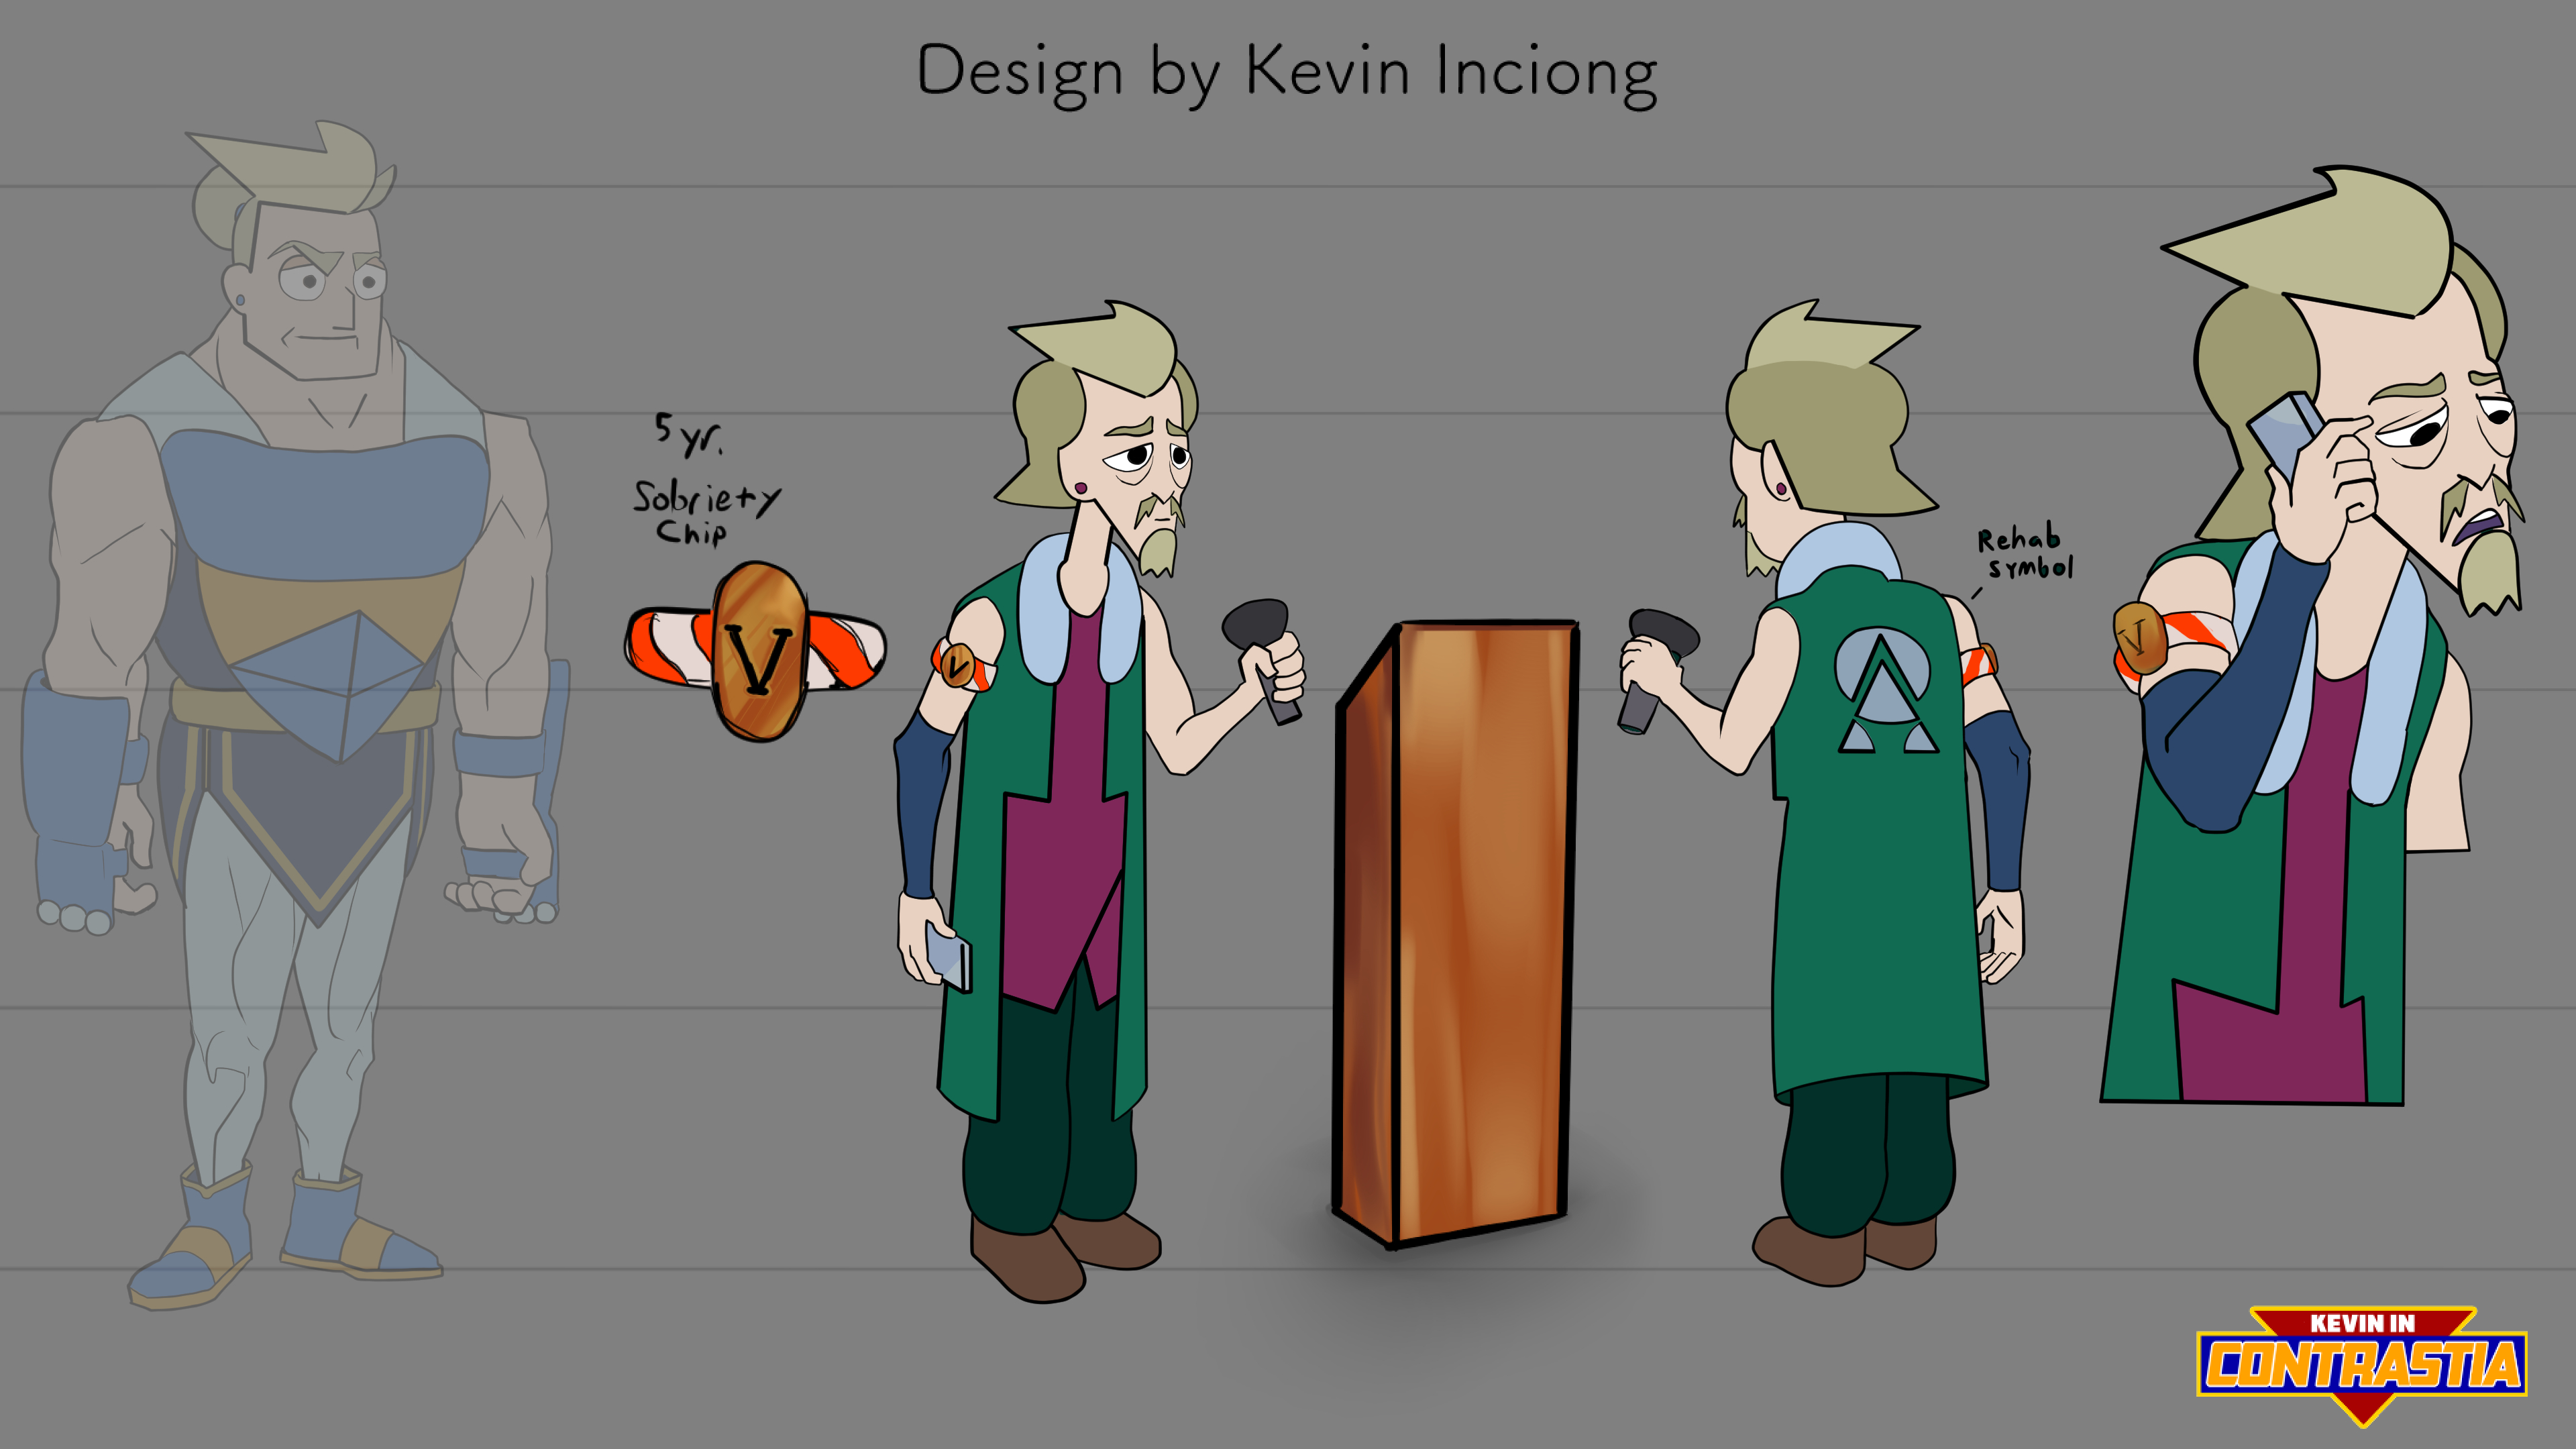 Design by Kevin Inciong
5 yr.
Sobriety
Chip
V
V
V
Rehab
symbol
KEVIN IN
CONTRASTIA